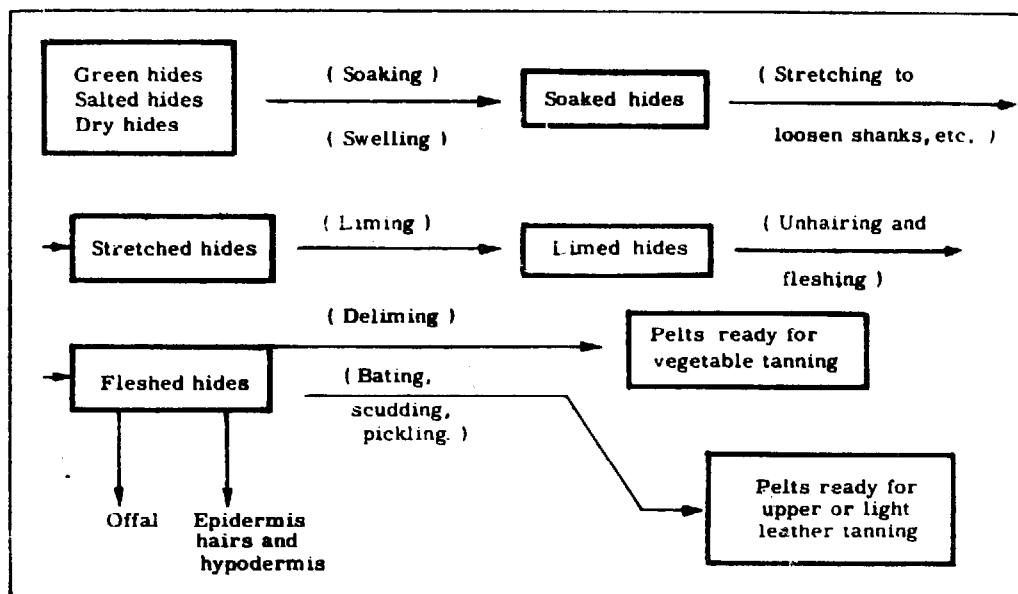 Green hides
Salted hides
Dry hides
( Soaking )
( Swelling )
Soaked hides
( Stretching to
loosen shanks, etc. )
Stretched hides
( Liming )
Limed hides
( Unhairing and
fleshing )
Fleshed hides
( Deliming )
Pelts ready for
vegetable tanning
( Bating,
scudding,
pickling. )
Pelts ready for
upper or light
leather tanning
Offal
Epidermis
hairs and
hypodermis